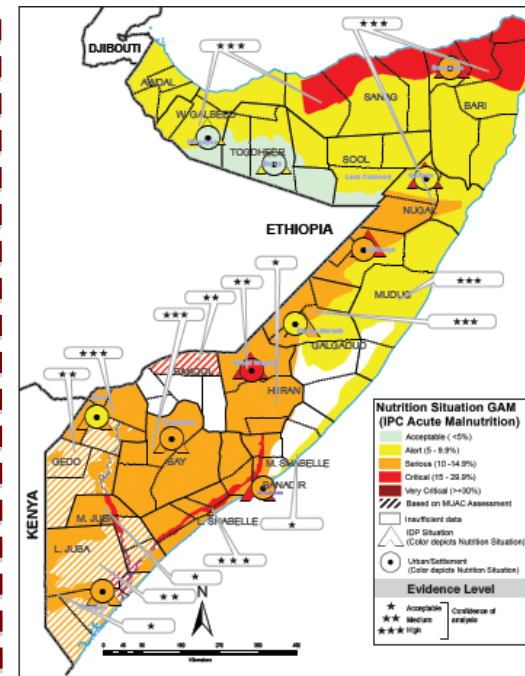 DJIBOUTI
★★★
★★★
AWDAL
W. GALBEED
SANAG
BARI
TOGDHEER
SOOL
Laas Caanood
NUGAL
ETHIOPIA
★
★★
★★
★★★
★★★
MUDUG
★★★
★★★
★★
GALGADUD
BAKOOL
HIRAN
GEDO
BAY
M. SHABELLE
BANADIR
KENYA
M. JUBA
L. SHABELLE
★
L. JUBA
★★★
★
★★
★
N
Kilometers
Nutrition Situation GAM
(IPC Acute Malnutrition)
Acceptable ( <5%)
Alert (5 - 9.9%)
Serious (10 -14.9%)
Critical (15 - 29.9%)
Very Critical (>=30%)
Based on MUAC Assessment
Insufficient data
IDP Situation
(Color depicts Nutrition Situation)
Urban/Settlement
(Color depicts Nutrition Situation)
Evidence Level
★ Acceptable
★★ Medium
★★★ High
Confidence of
analysis